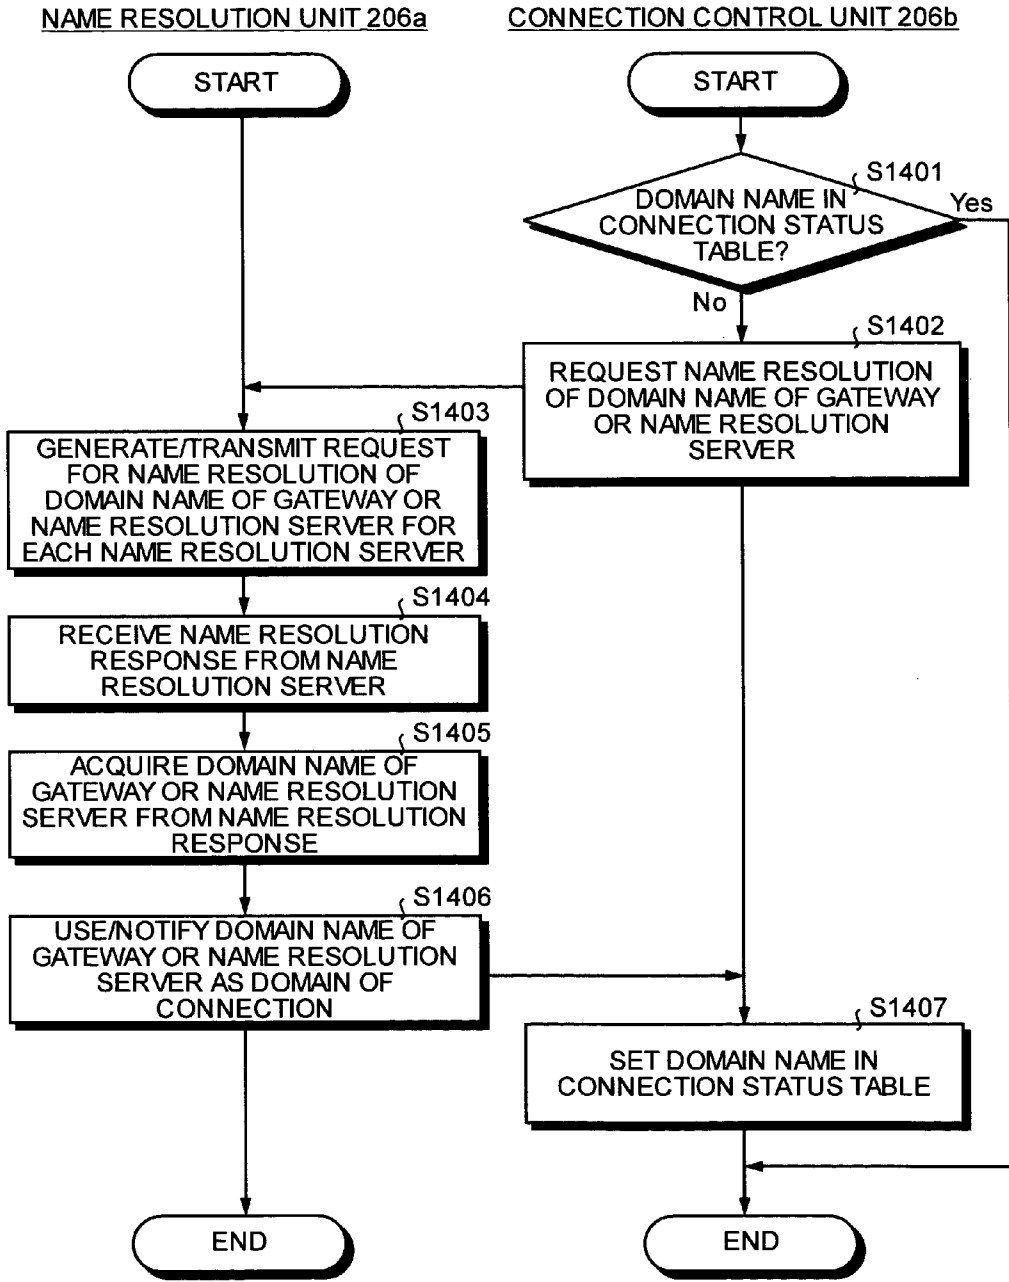 NAME RESOLUTION UNIT 206a
CONNECTION CONTROL UNIT 206b
START
START
S1401
DOMAIN NAME IN
CONNECTION STATUS
TABLE?
Yes
No
S1402
REQUEST NAME RESOLUTION
OF DOMAIN NAME OF GATEWAY
OR NAME RESOLUTION
SERVER
S1403
GENERATE/TRANSMIT REQUEST
FOR NAME RESOLUTION OF
DOMAIN NAME OF GATEWAY OR
NAME RESOLUTION SERVER FOR
EACH NAME RESOLUTION SERVER
S1404
RECEIVE NAME RESOLUTION
RESPONSE FROM NAME
RESOLUTION SERVER
S1405
ACQUIRE DOMAIN NAME OF
GATEWAY OR NAME RESOLUTION
SERVER FROM NAME RESOLUTION
RESPONSE
S1406
USE/NOTIFY DOMAIN NAME OF
GATEWAY OR NAME RESOLUTION
SERVER AS DOMAIN OF
CONNECTION
S1407
SET DOMAIN NAME IN
CONNECTION STATUS TABLE
END
END